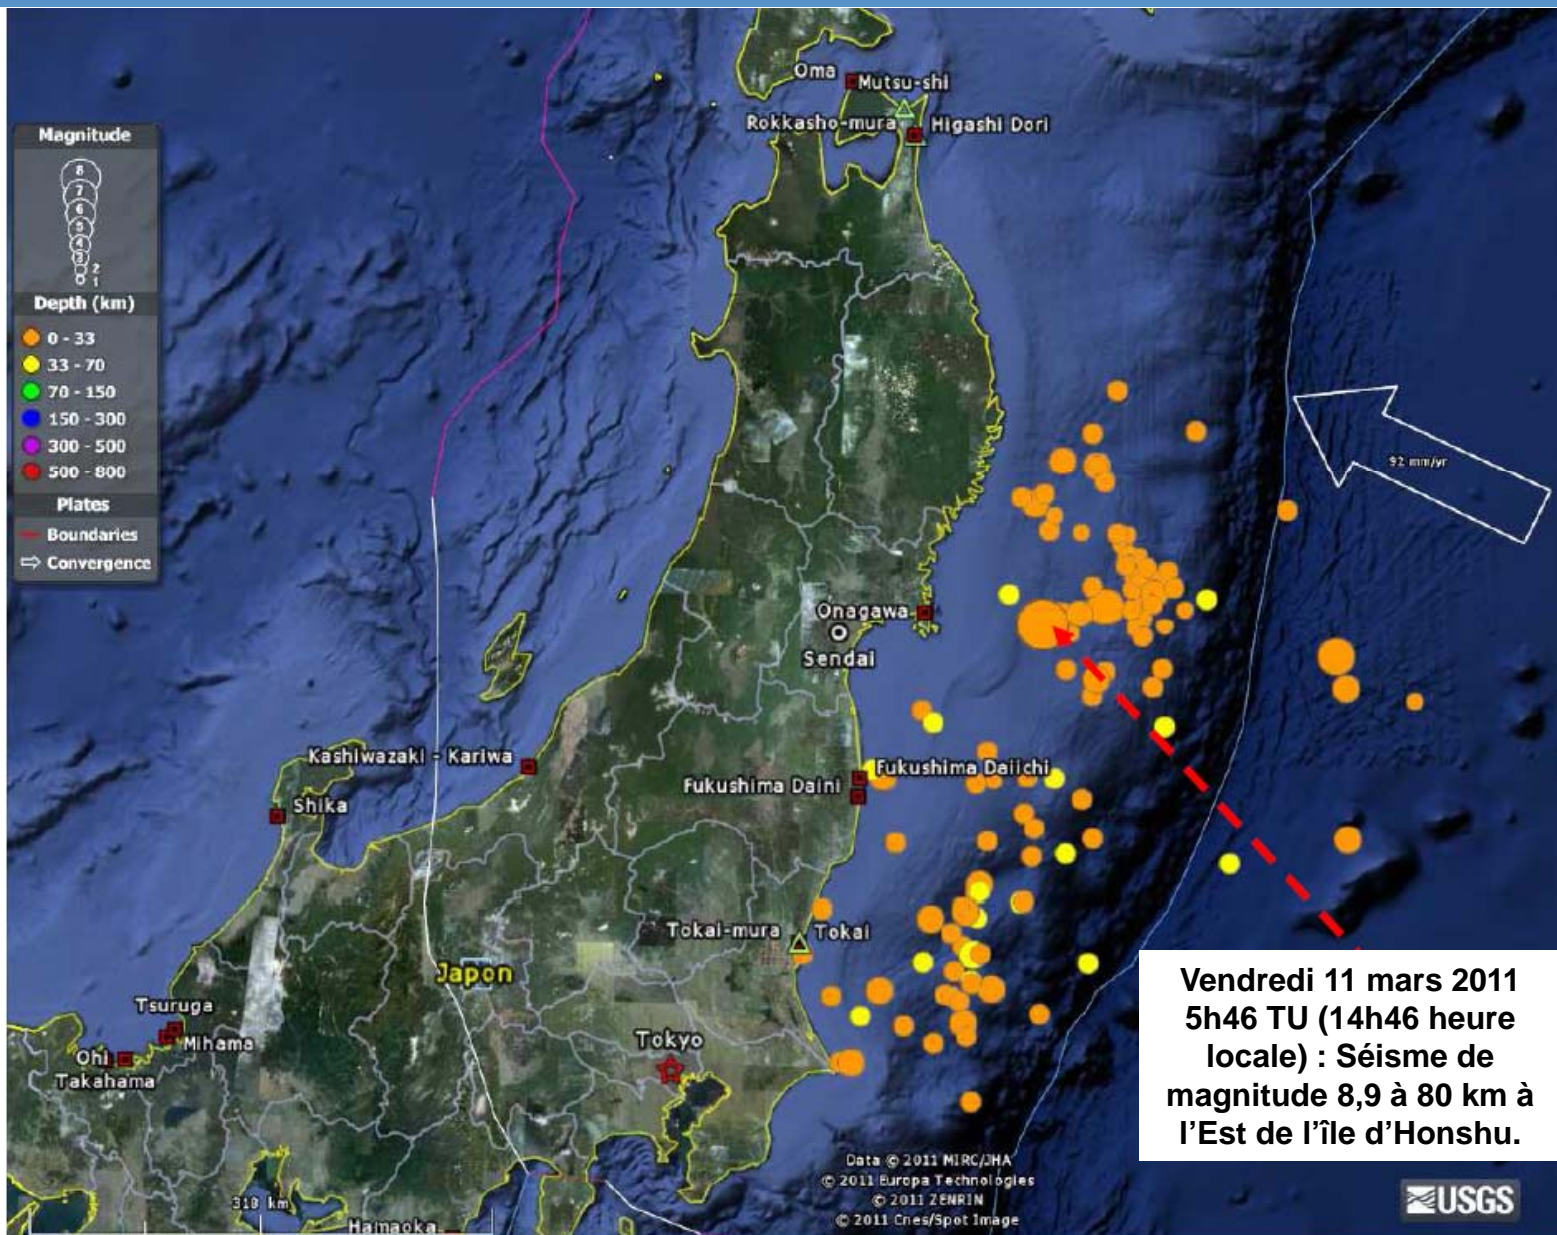 Magnitude
8
7
6
5
4
3
2
1
Depth (km)
0 - 33
33 - 70
70 - 150
150 - 300
300 - 500
500 - 800
Plates
Boundaries
Convergence
Oma
Mutsu-shi
Rokkasho-mura
Higashi Dori
92 mm/yr
Onagawa
Sendai
Kashiwazaki - Kariwa
Shika
Fukushima Daiichi
Fukushima Daini
Tokai-mura
Tokai
Japon
Tsuruga
Mihama
Ohi
Takahama
Tokyo
318 km
Hamaoka
Vendredi 11 mars 2011
5h46 TU (14h46 heure
locale) : Séisme de
magnitude 8,9 à 80 km à
l’Est de l’île d’Honshu.
Data © 2011 MIRC/JHA
© 2011 Europa Technologies
© 2011 ZENRIN
© 2011 Cnes/Spot Image
USGS